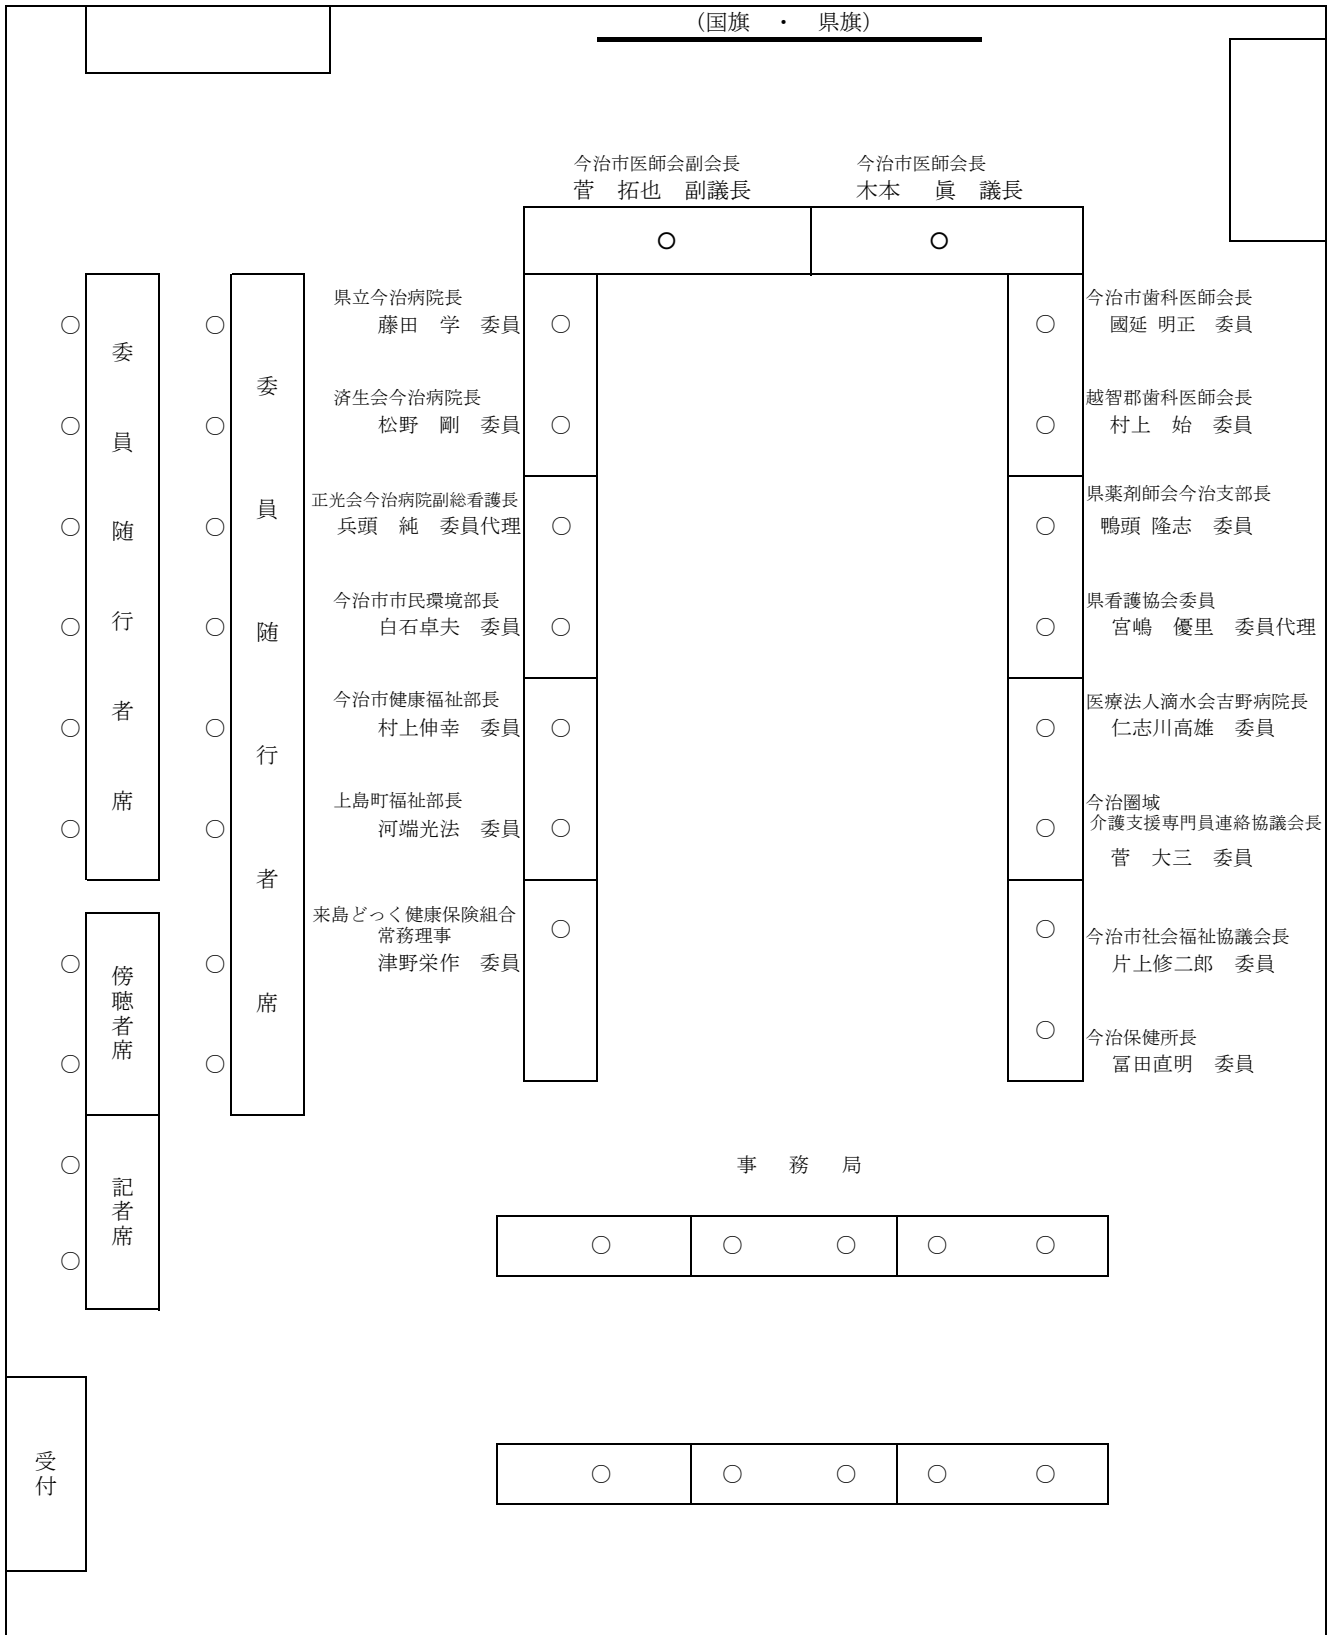 （国旗　・　県旗）
今治市医師会副会長
菅　拓也　副議長
今治市医師会長
木本　眞　議長
委員随行者席
委員随行者席
県立今治病院長
藤田　学　委員
済生会今治病院長
松野　剛　委員
正光会今治病院副総看護長
兵頭　純　委員代理
今治市市民環境部長
白石卓夫　委員
今治市健康福祉部長
村上伸幸　委員
上島町福祉部長
河端光法　委員
来島どっく健康保険組合
常務理事
津野栄作　委員
今治市歯科医師会長
國延 明正　委員
越智郡歯科医師会長
村上　始　委員
県薬剤師会今治支部長
鴨頭 隆志　委員
県看護協会委員
宮嶋　優里　委員代理
医療法人滴水会吉野病院長
仁志川高雄　委員
今治圏域
介護支援専門員連絡協議会長
菅　大三　委員
今治市社会福祉協議会長
片上修二郎　委員
今治保健所長
冨田直明　委員
傍聴者席
記者席
事　務　局
受付